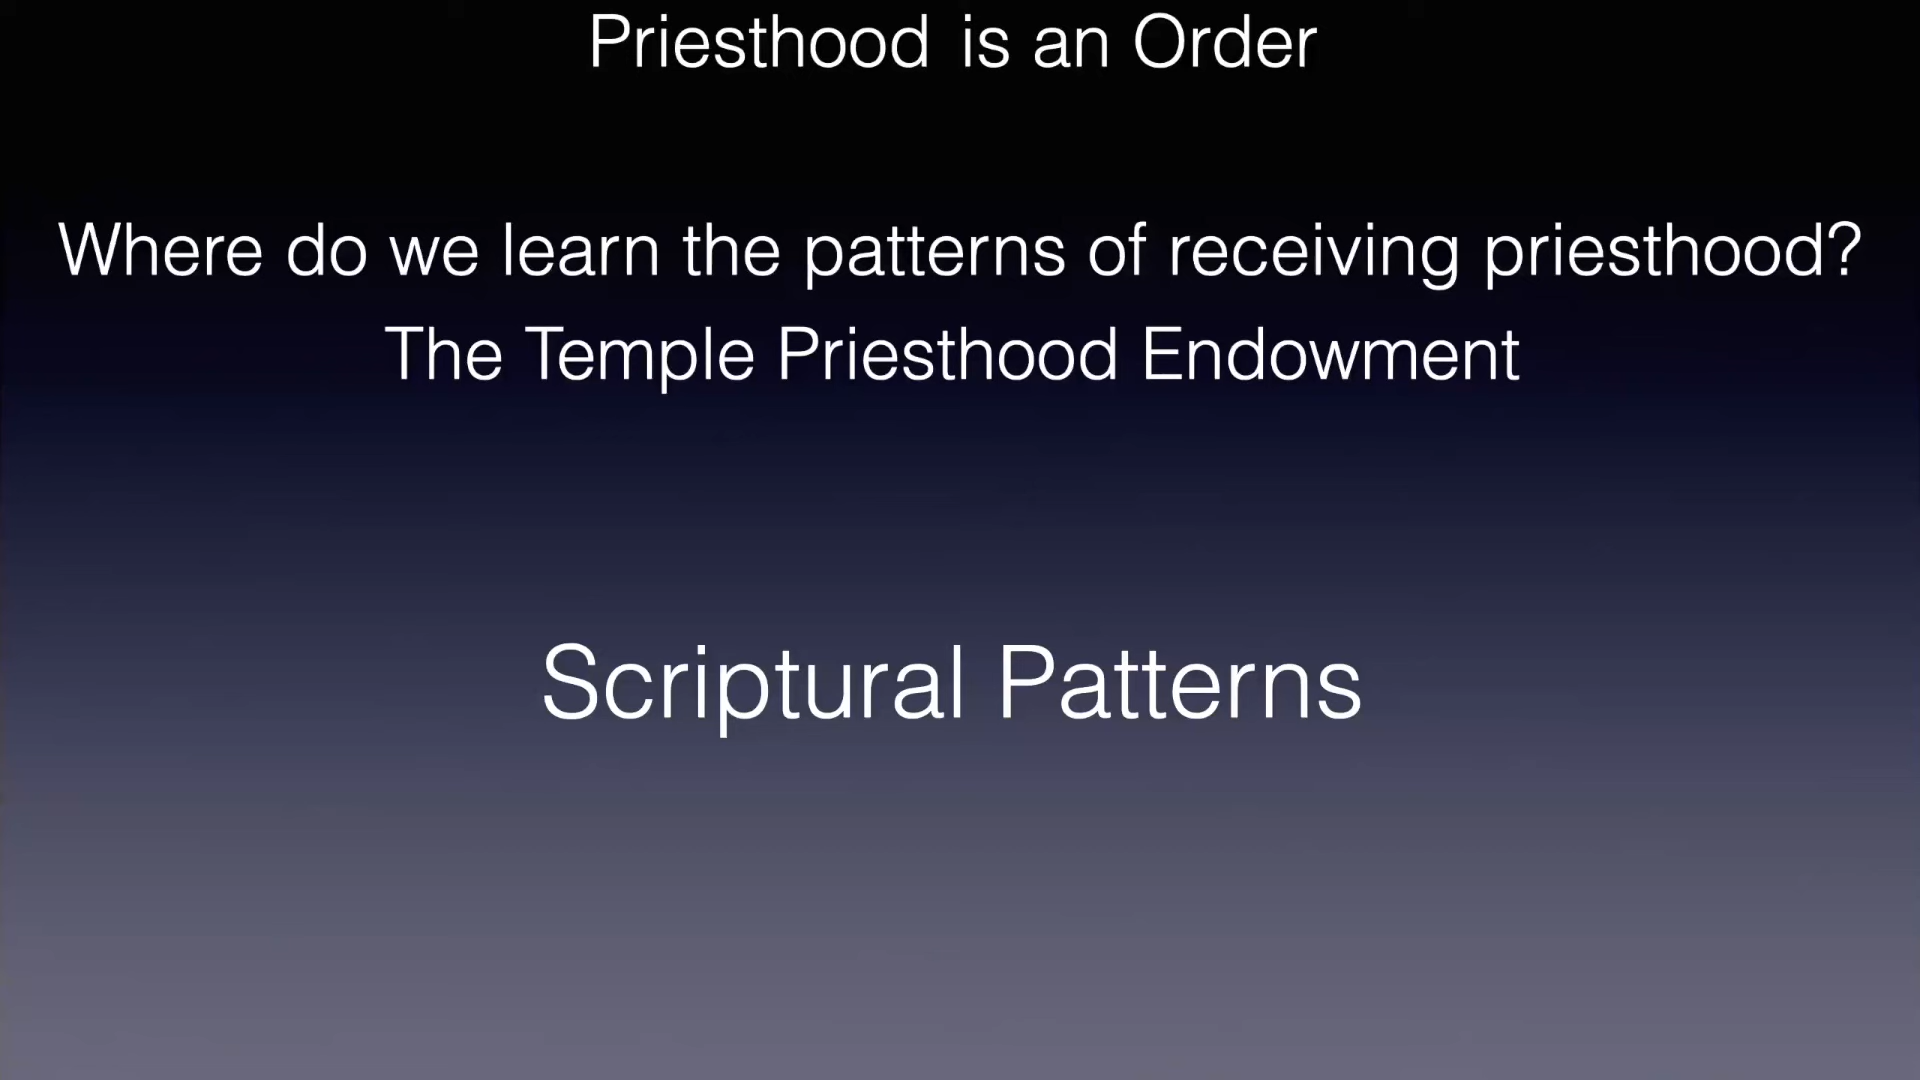 Priesthood is an Order
Where do we learn the patterns of receiving priesthood?
The Temple Priesthood Endowment
Scriptural Patterns